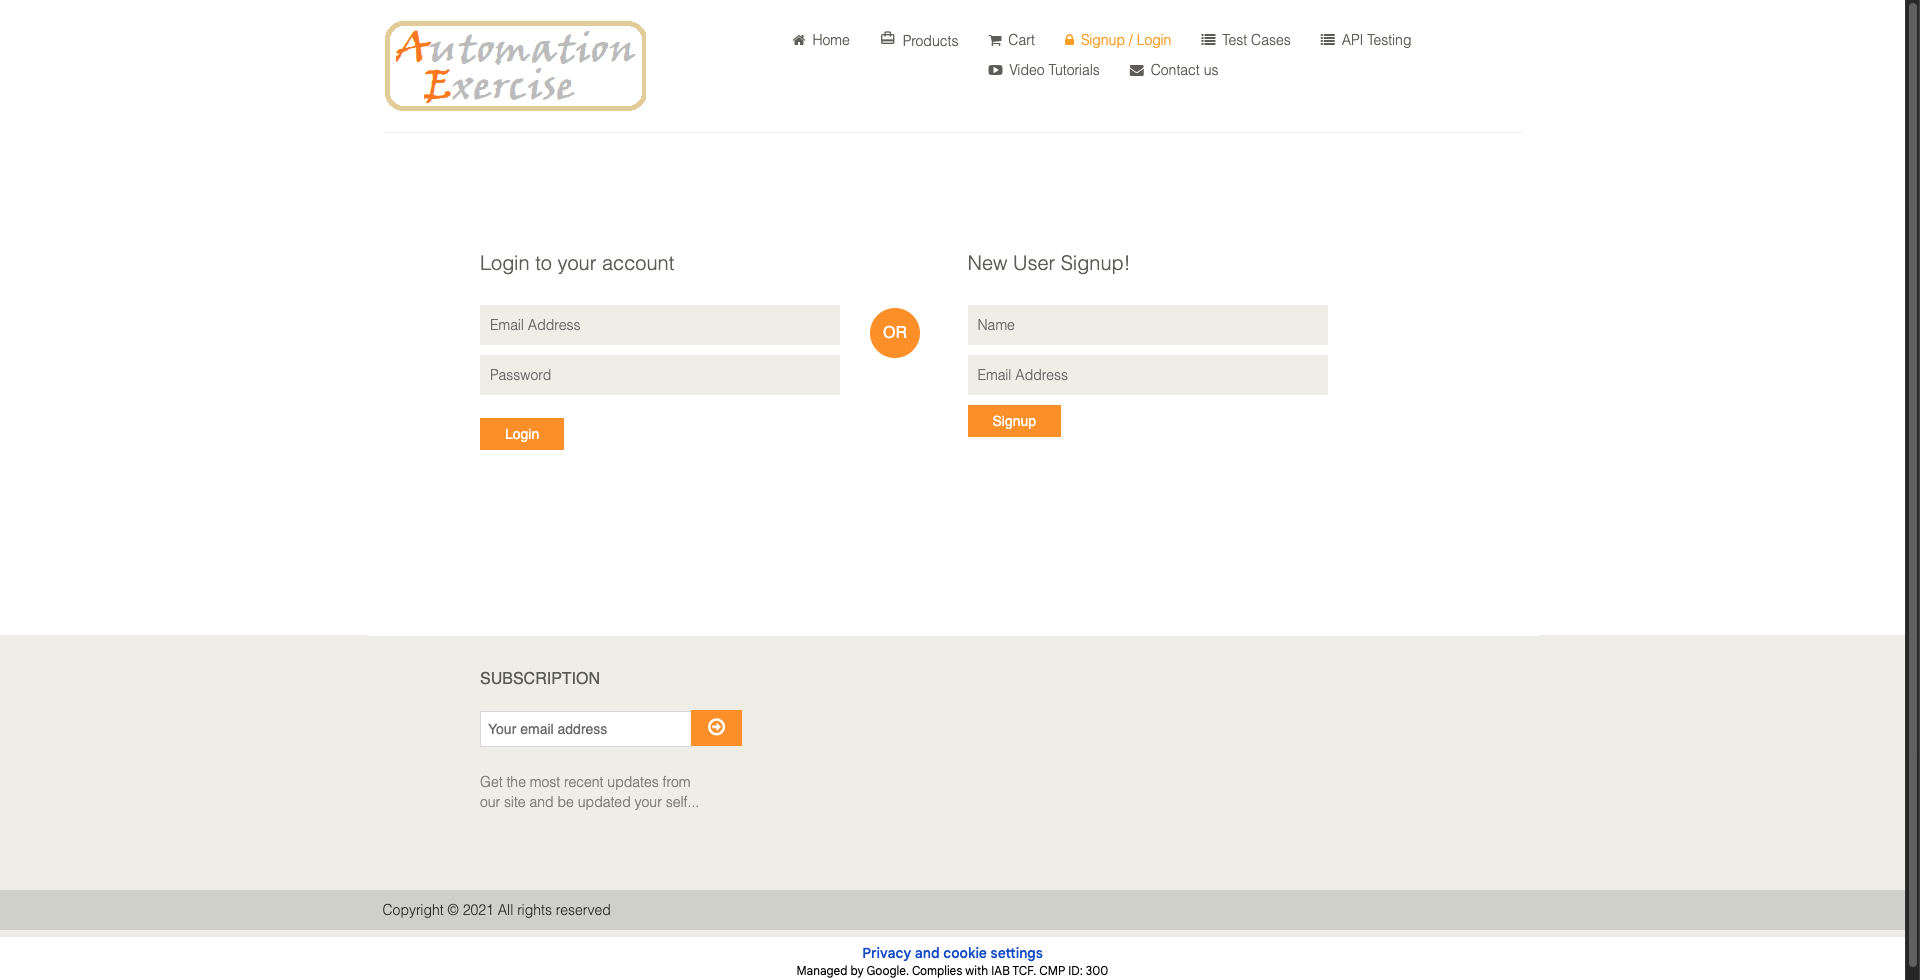 Automation
Exercise
Home Products Cart Signup / Login Test Cases API Testing
Video Tutorials Contact us
Login to your account
Email Address
Password
Login
OR
New User Signup!
Name
Email Address
Signup
SUBSCRIPTION
Your email address
Get the most recent updates from
our site and be updated your self...
Copyright © 2021 All rights reserved
Privacy and cookie settings
Managed by Google. Complies with IAB TCF. CMP ID: 300